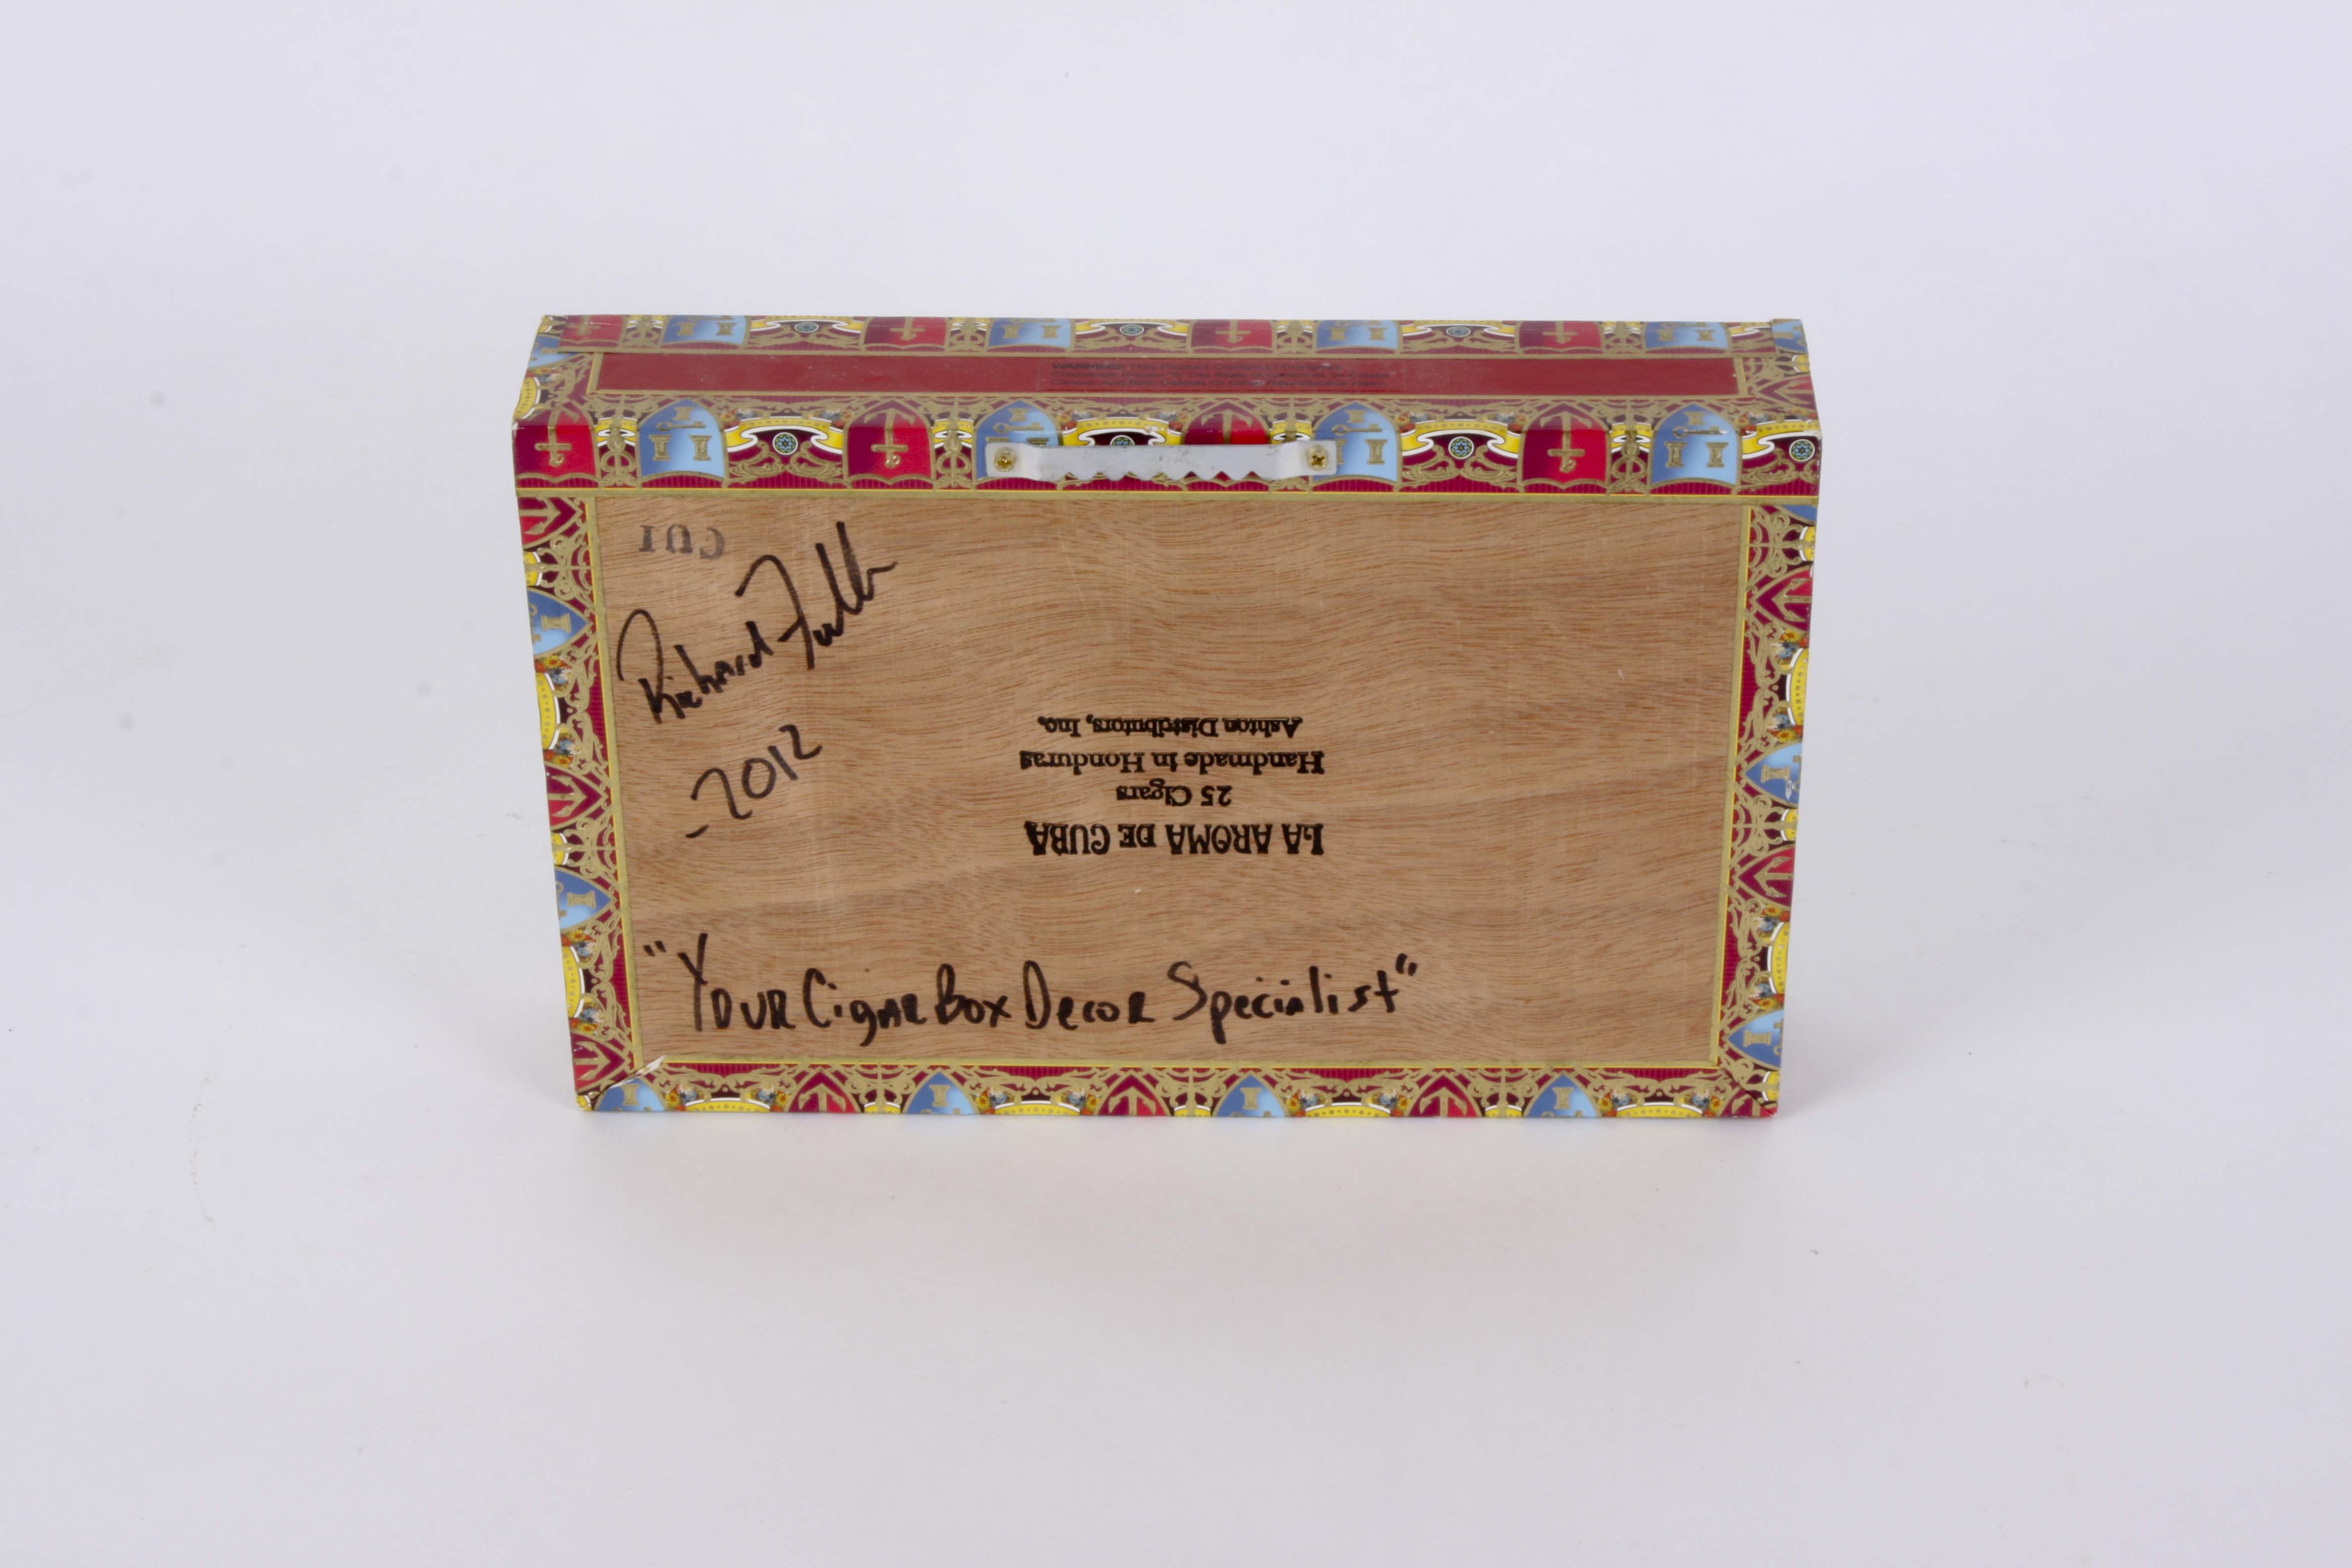 WARNING:
CUI
Richard
-2012
LA AROMA DE CUBA
25 Cigars
Handmade in Honduras
Ashton Distributors, Inc.
"Your Cigar Box Decor Specialist"